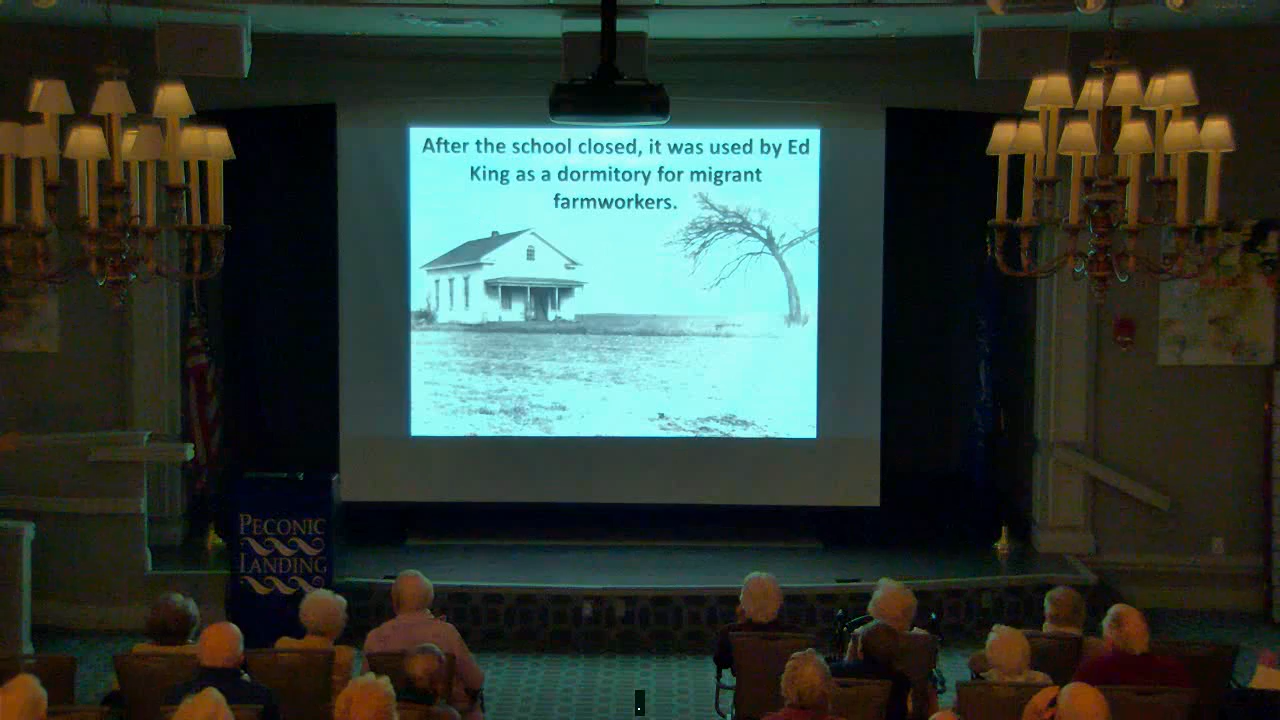 After the school closed, it was used by Ed
King as a dormitory for migrant
farmworkers.
PECONIC
LANDING